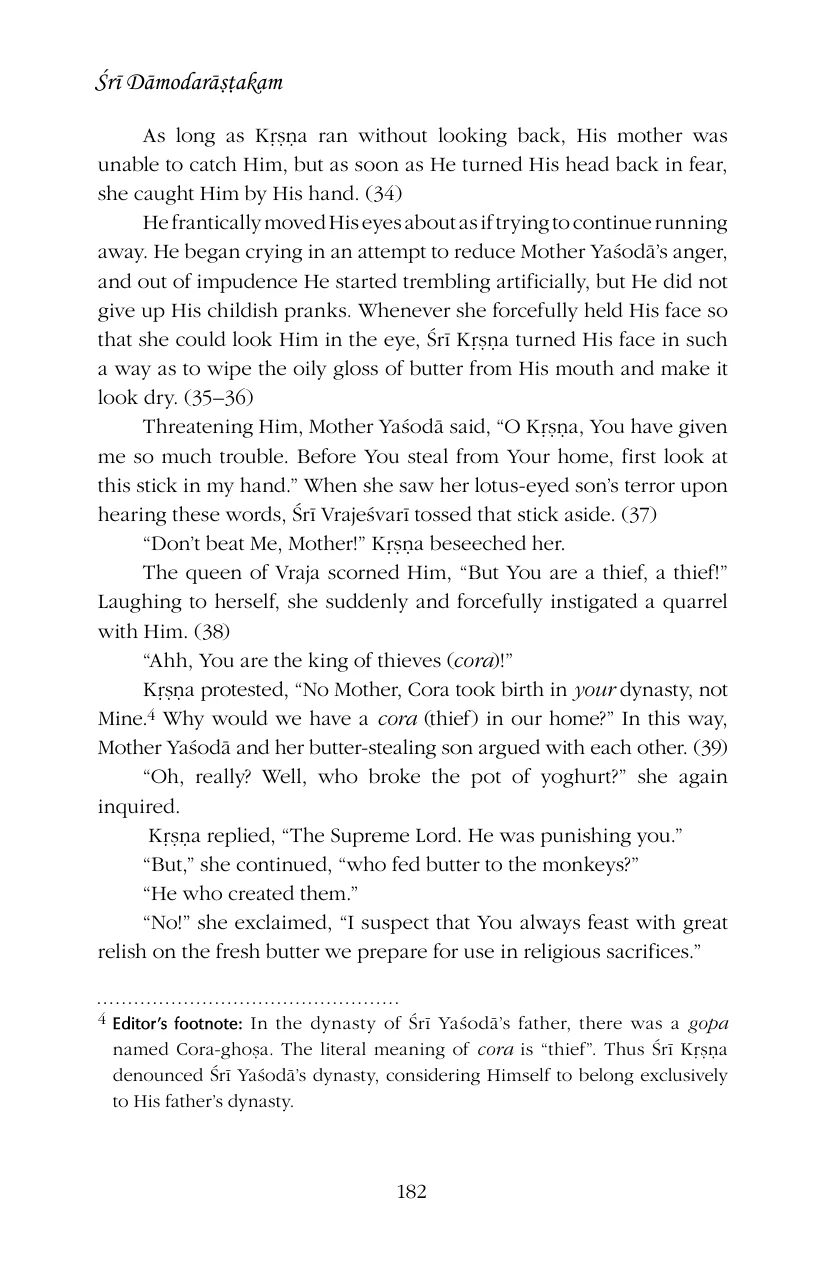 Śrī Dāmodarāṣṭakam
As long as Kṛṣṇa ran without looking back, His mother was
unable to catch Him, but as soon as He turned His head back in fear,
she caught Him by His hand. (34)
He frantically moved His eyes about as if trying to continue running
away. He began crying in an attempt to reduce Mother Yaśodā’s anger,
and out of impudence He started trembling artificially, but He did not
give up His childish pranks. Whenever she forcefully held His face so
that she could look Him in the eye, Śrī Kṛṣṇa turned His face in such
a way as to wipe the oily gloss of butter from His mouth and make it
look dry. (35–36)
Threatening Him, Mother Yaśodā said, “O Kṛṣṇa, You have given
me so much trouble. Before You steal from Your home, first look at
this stick in my hand.” When she saw her lotus-eyed son’s terror upon
hearing these words, Śrī Vrajeśvarī tossed that stick aside. (37)
“Don’t beat Me, Mother!” Kṛṣṇa beseeched her.
The queen of Vraja scorned Him, “But You are a thief, a thief!”
Laughing to herself, she suddenly and forcefully instigated a quarrel
with Him. (38)
“Ahh, You are the king of thieves (cora)!”
Kṛṣṇa protested, “No Mother, Cora took birth in your dynasty, not
Mine.4 Why would we have a cora (thief) in our home?” In this way,
Mother Yaśodā and her butter-stealing son argued with each other. (39)
“Oh, really? Well, who broke the pot of yoghurt?” she again
inquired.
Kṛṣṇa replied, “The Supreme Lord. He was punishing you.”
“But,” she continued, “who fed butter to the monkeys?”
“He who created them.”
“No!” she exclaimed, “I suspect that You always feast with great
relish on the fresh butter we prepare for use in religious sacrifices.”
4 Editor’s footnote: In the dynasty of Śrī Yaśodā’s father, there was a gopa
named Cora-ghoṣa. The literal meaning of cora is “thief”. Thus Śrī Kṛṣṇa
denounced Śrī Yaśodā’s dynasty, considering Himself to belong exclusively
to His father’s dynasty.
182